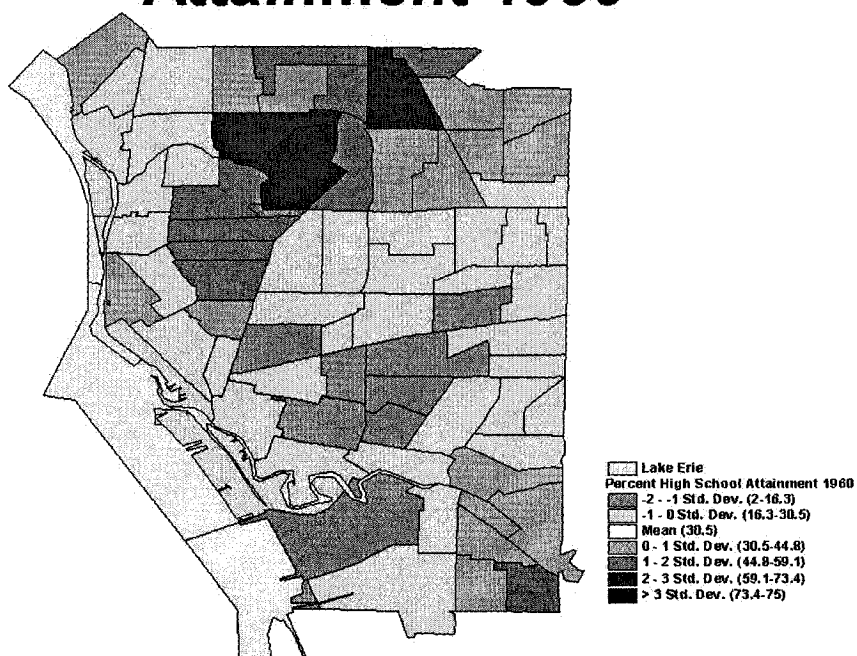 Attainment 1960
Lake Erie
Percent High School Attainment 1960
-2 - -1 Std. Dev. (2-16.3)
-1 - 0 Std. Dev. (16.3-30.5)
Mean (30.5)
0 - 1 Std. Dev. (30.5-44.8)
1 - 2 Std. Dev. (44.8-59.1)
2 - 3 Std. Dev. (59.1-73.4)
> 3 Std. Dev. (73.4-75)